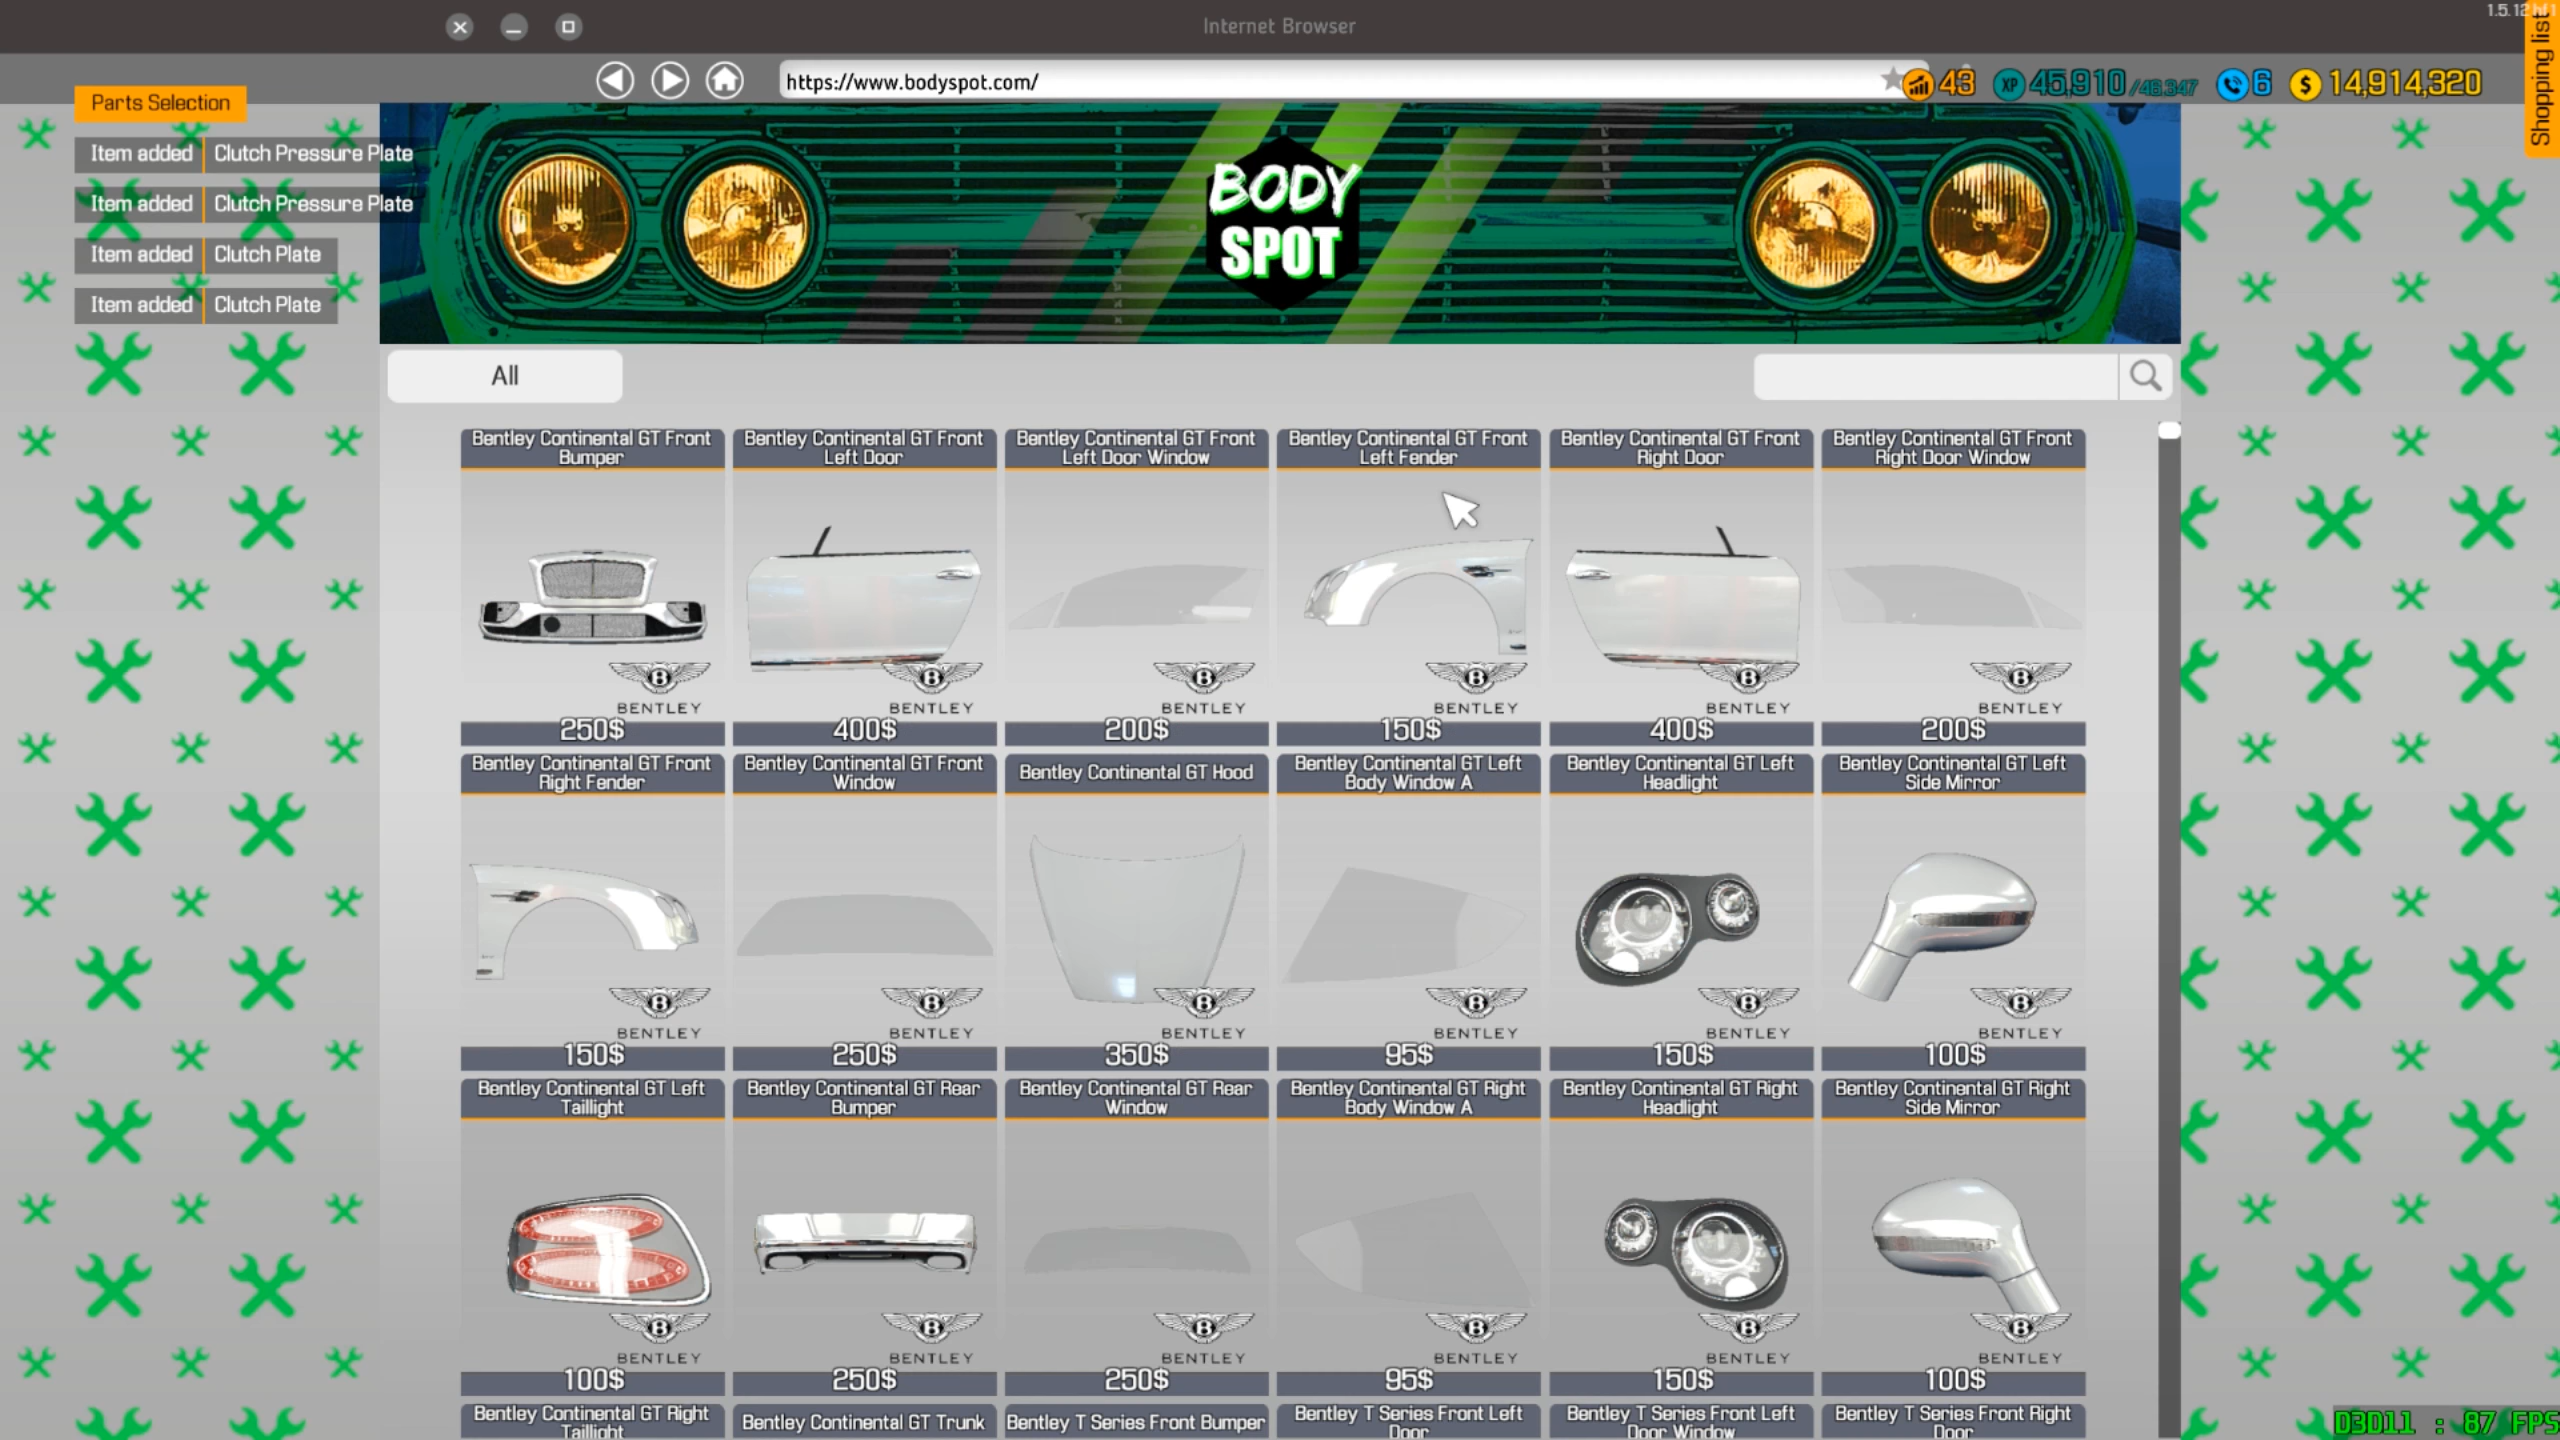 Internet Browser
1.5.12hf1
https://www.bodyspot.com/
43
XP 45,910 /46,347
6
$ 14,914,320
Shopping list
Parts Selection
Item added Clutch Pressure Plate
Item added Clutch Pressure Plate
Item added Clutch Plate
Item added Clutch Plate
BODY
SPOT
All
Bentley Continental GT Front
Bumper
Bentley Continental GT Front
Left Door
Bentley Continental GT Front
Left Door Window
Bentley Continental GT Front
Left Fender
Bentley Continental GT Front
Right Door
Bentley Continental GT Front
Right Door Window
B
BENTLEY
B
BENTLEY
B
BENTLEY
B
BENTLEY
B
BENTLEY
B
BENTLEY
250$
400$
200$
150$
400$
200$
Bentley Continental GT Front
Right Fender
Bentley Continental GT Front
Window
Bentley Continental GT Hood
Bentley Continental GT Left
Body Window A
Bentley Continental GT Left
Headlight
Bentley Continental GT Left
Side Mirror
B
BENTLEY
B
BENTLEY
B
BENTLEY
B
BENTLEY
B
BENTLEY
B
BENTLEY
150$
250$
350$
95$
150$
100$
Bentley Continental GT Left
Taillight
Bentley Continental GT Rear
Bumper
Bentley Continental GT Rear
Window
Bentley Continental GT Right
Body Window A
Bentley Continental GT Right
Headlight
Bentley Continental GT Right
Side Mirror
B
BENTLEY
B
BENTLEY
B
BENTLEY
B
BENTLEY
B
BENTLEY
B
BENTLEY
100$
250$
250$
95$
150$
100$
Bentley Continental GT Right
Taillight
Bentley Continental GT Trunk
Bentley T Series Front Bumper
Bentley T Series Front Left
Door
Bentley T Series Front Left
Door Window
Bentley T Series Front Right
Door
D3D11 : 87 FPS